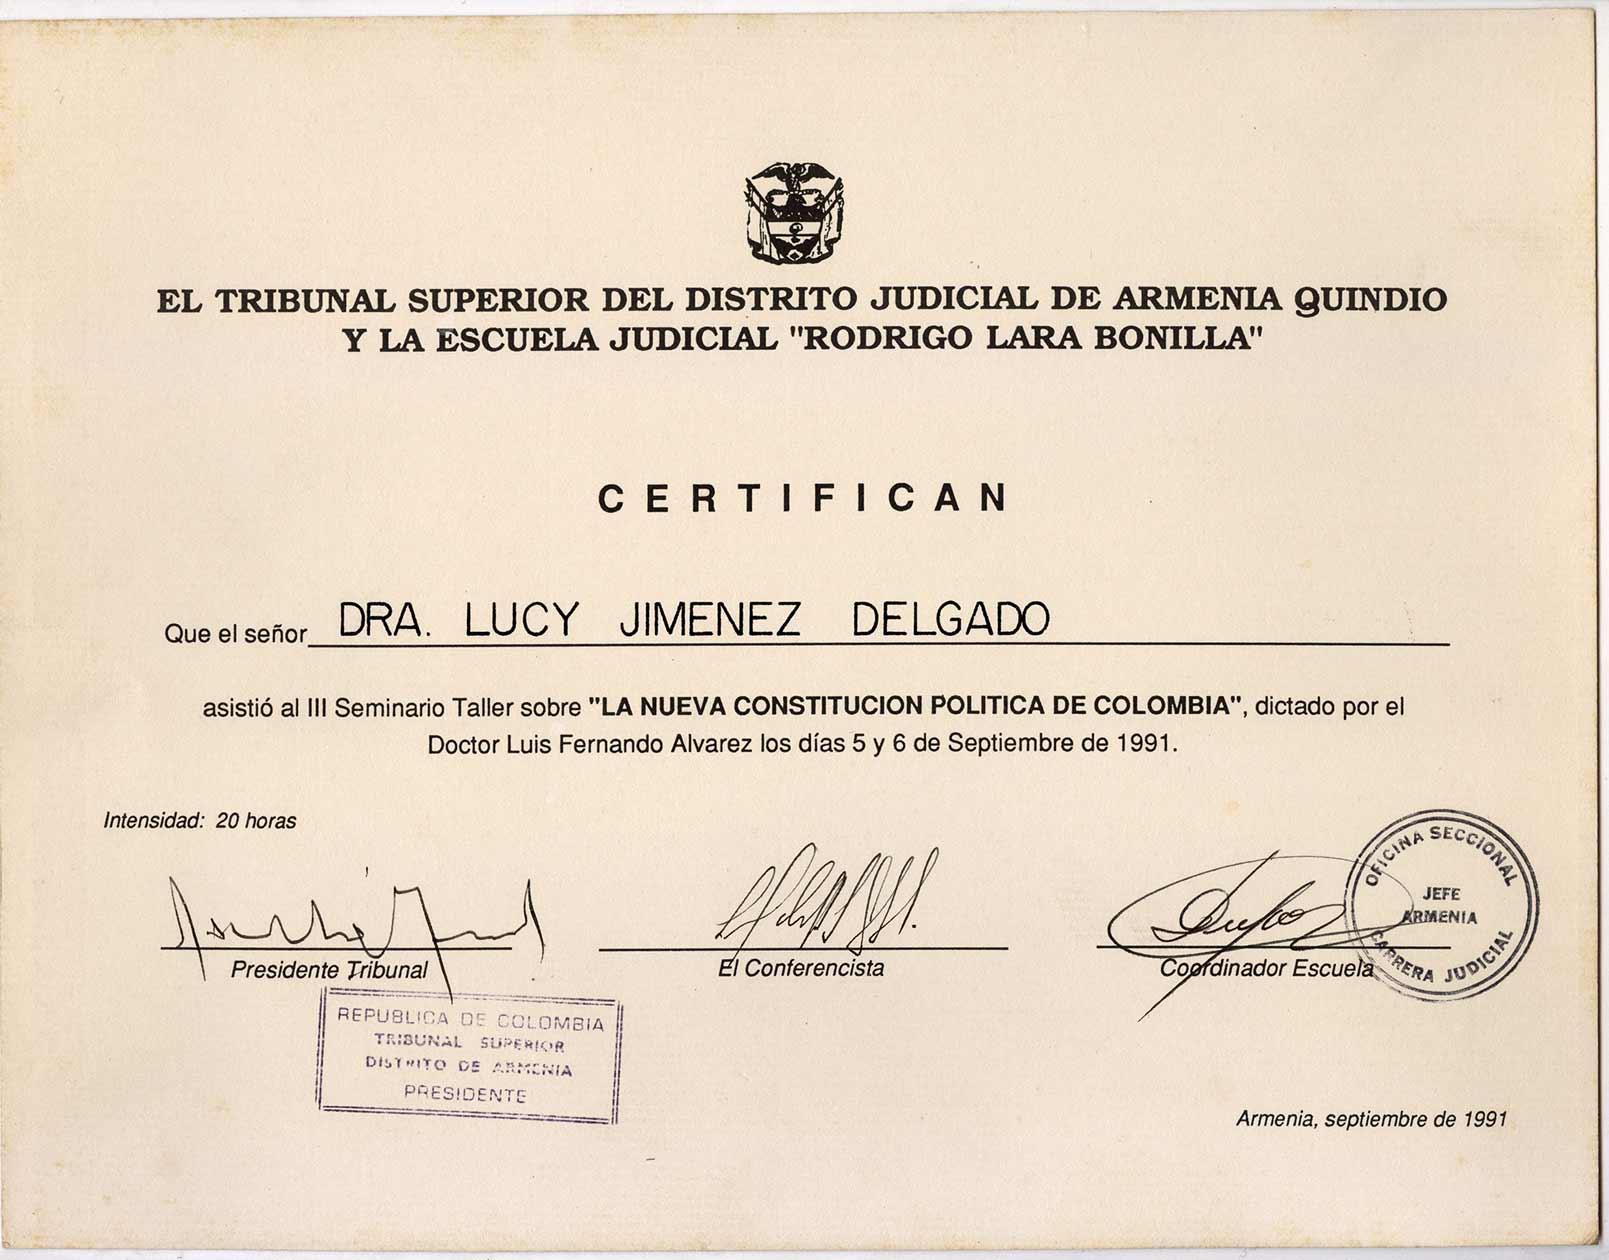 EL TRIBUNAL SUPERIOR DEL DISTRITO JUDICIAL DE ARMENIA QUINDIO
Y LA ESCUELA JUDICIAL "RODRIGO LARA BONILLA"
CERTIFICAN
Que el señor DRA. LUCY JIMENEZ DELGADO
asistió al III Seminario Taller sobre "LA NUEVA CONSTITUCION POLITICA DE COLOMBIA", dictado por el
Doctor Luis Fernando Alvarez los días 5 y 6 de Septiembre de 1991.
Intensidad: 20 horas
Presidente Tribunal
El Conferencista
Coordinador Escuela
OFICINA SECCIONAL
JEFE
ARMENIA
CARRERA JUDICIAL
REPUBLICA DE COLOMBIA
TRIBUNAL SUPERIOR
DISTRITO DE ARMENIA
PRESIDENTE
Armenia, septiembre de 1991